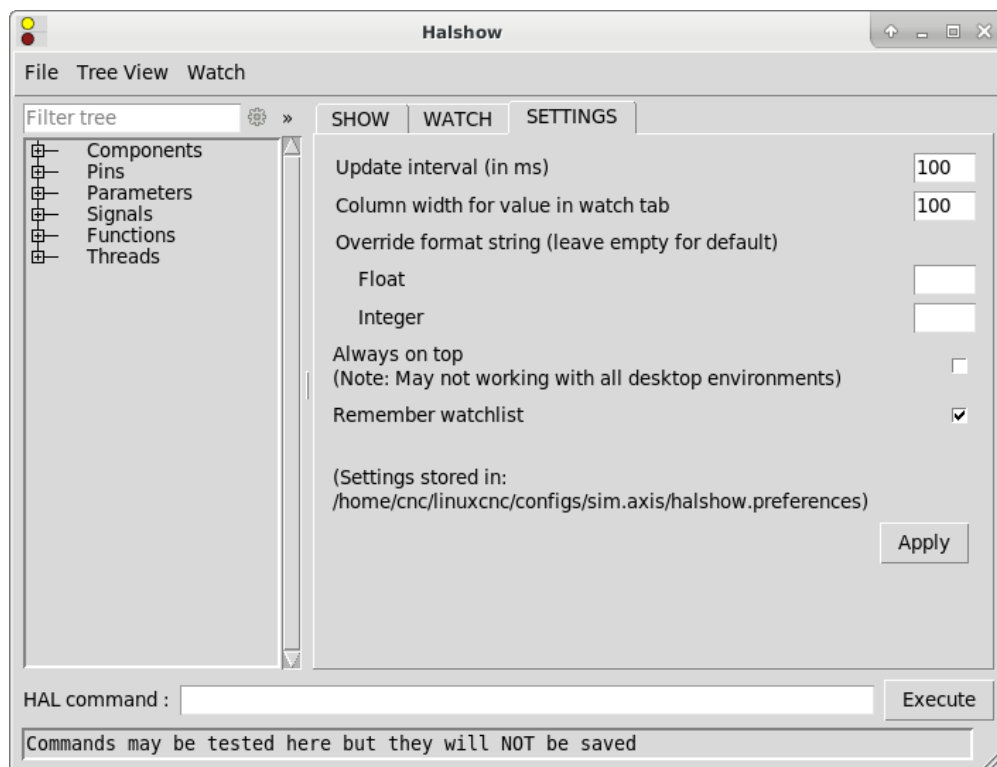 Halshow
File Tree View Watch
Filter tree »
Components
Pins
Parameters
Signals
Functions
Threads
SHOW WATCH SETTINGS
Update interval (in ms) 100
Column width for value in watch tab 100
Override format string (leave empty for default)
Float
Integer
Always on top
(Note: May not working with all desktop environments)
Remember watchlist
(Settings stored in:
/home/cnc/linuxcnc/configs/sim.axis/halshow.preferences)
Apply
HAL command : Execute
Commands may be tested here but they will NOT be saved